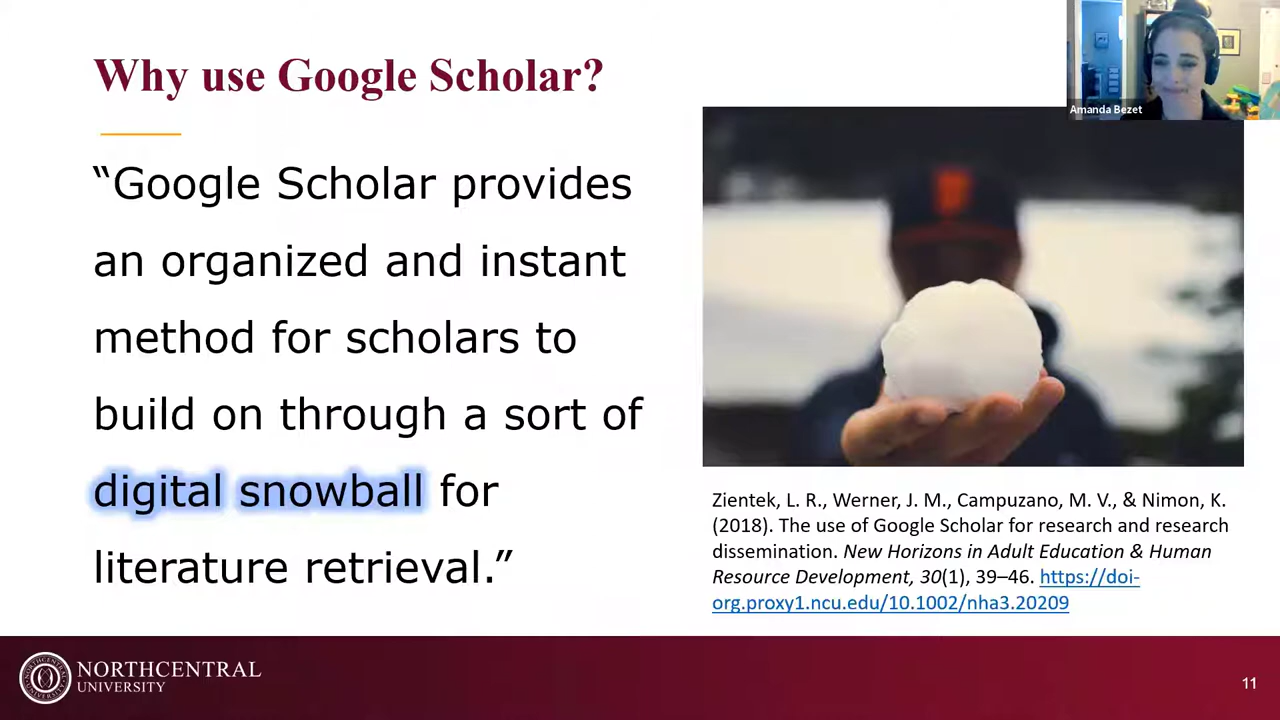 Why use Google Scholar?
Amanda Bezet
“Google Scholar provides
an organized and instant
method for scholars to
build on through a sort of
digital snowball for
literature retrieval.”
Zientek, L. R., Werner, J. M., Campuzano, M. V., & Nimon, K.
(2018). The use of Google Scholar for research and research
dissemination. New Horizons in Adult Education & Human
Resource Development, 30(1), 39–46. https://doi-
org.proxy1.ncu.edu/10.1002/nha3.20209
NORTHCENTRAL
UNIVERSITY
11